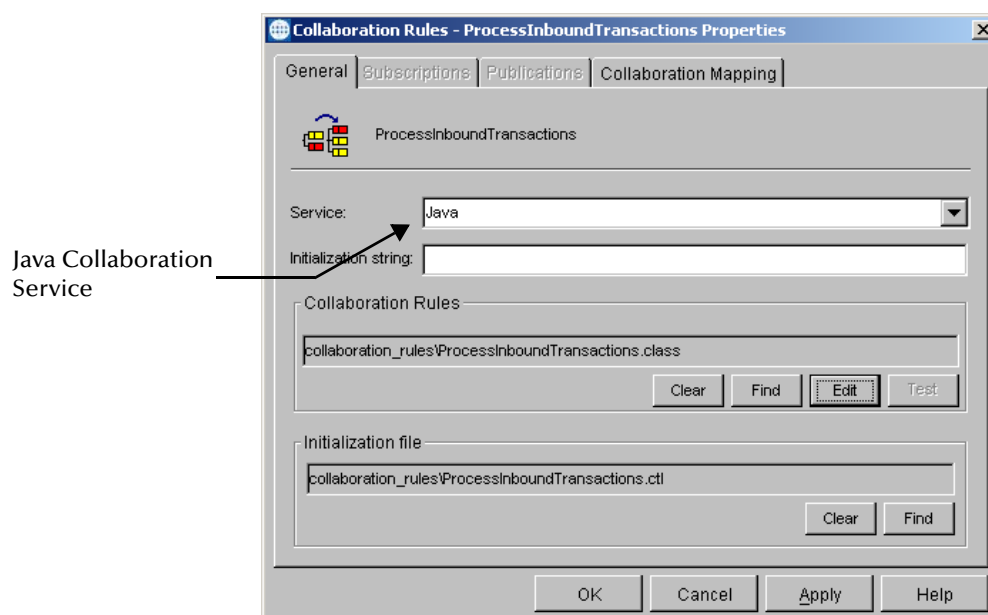 Collaboration Rules - ProcessInboundTransactions Properties
General Subscriptions Publications Collaboration Mapping
ProcessInboundTransactions
Service: Java
Initialization string:
Java Collaboration
Service
Collaboration Rules
collaboration_rules\ProcessInboundTransactions.class
Clear Find Edit Test
Initialization file
collaboration_rules\ProcessInboundTransactions.ctl
Clear Find
OK Cancel Apply Help